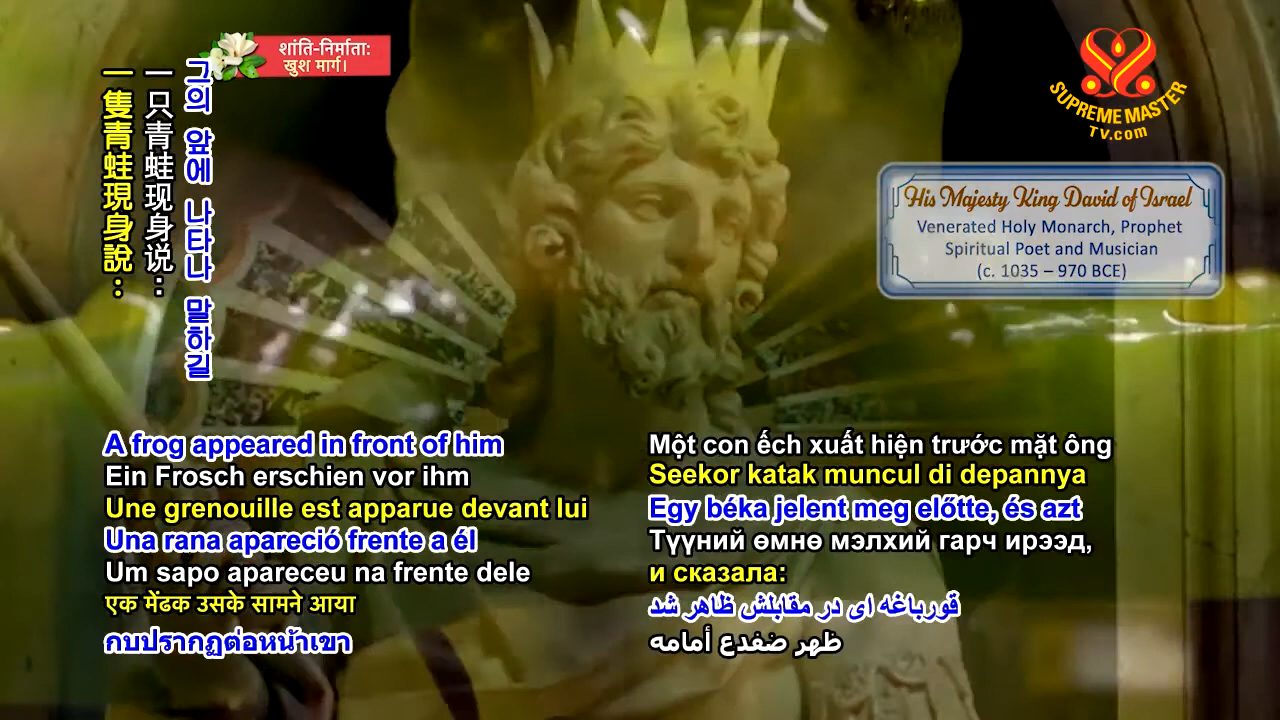 शांति-निर्माता:
खुश मार्ग।
SUPREME MASTER
TV.com
一隻青蛙現身說：
一只青蛙现身说：
그의 앞에 나타나 말하길
His Majesty King David of Israel
Venerated Holy Monarch, Prophet
Spiritual Poet and Musician
(c. 1035 – 970 BCE)
A frog appeared in front of him
Ein Frosch erschien vor ihm
Une grenouille est apparue devant lui
Una rana apareció frente a él
Um sapo apareceu na frente dele
एक मेंढक उसके सामने आया
กบปรากฏต่อหน้าเขา
Một con ếch xuất hiện trước mặt ông
Seekor katak muncul di depannya
Egy béka jelent meg előtte, és azt
Түүний өмнө мэлхий гарч ирээд,
и сказала:
قورباغه ای در مقابلش ظاهر شد
ظهر ضفدع أمامه